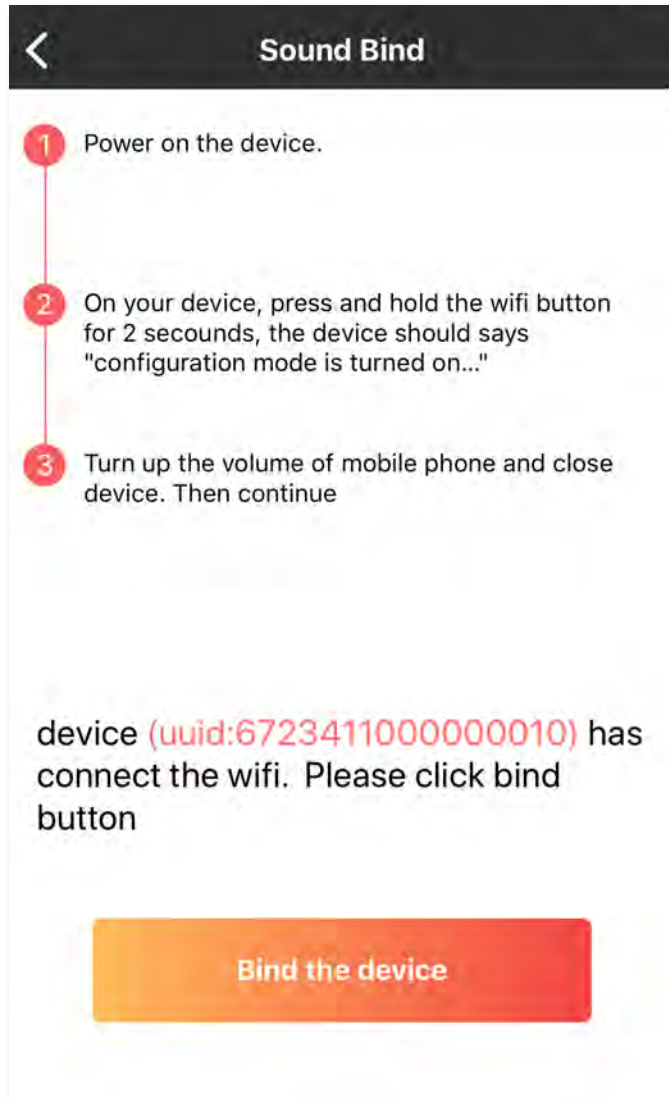 Sound Bind
1 Power on the device.
2 On your device, press and hold the wifi button
for 2 secounds, the device should says
"configuration mode is turned on..."
3 Turn up the volume of mobile phone and close
device. Then continue
device (uuid:6723411000000010) has
connect the wifi. Please click bind
button
Bind the device